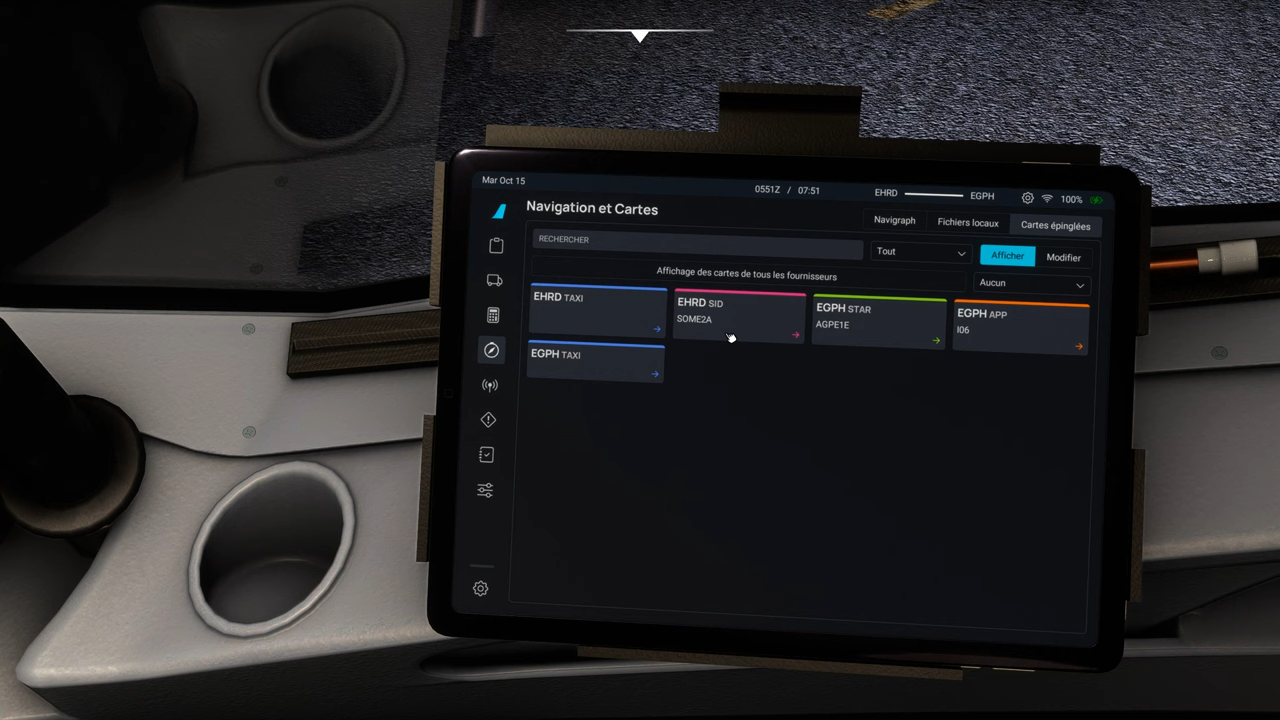 Mar Oct 15
0551Z / 07:51
EHRD EGPH
100%
Navigation et Cartes
Navigraph
Fichiers locaux
Cartes épinglées
RECHERCHER
Tout
Afficher
Modifier
Affichage des cartes de tous les fournisseurs
Aucun
EHRD TAXI
EHRD SID
SOME2A
EGPH STAR
AGPE1E
EGPH APP
I06
EGPH TAXI